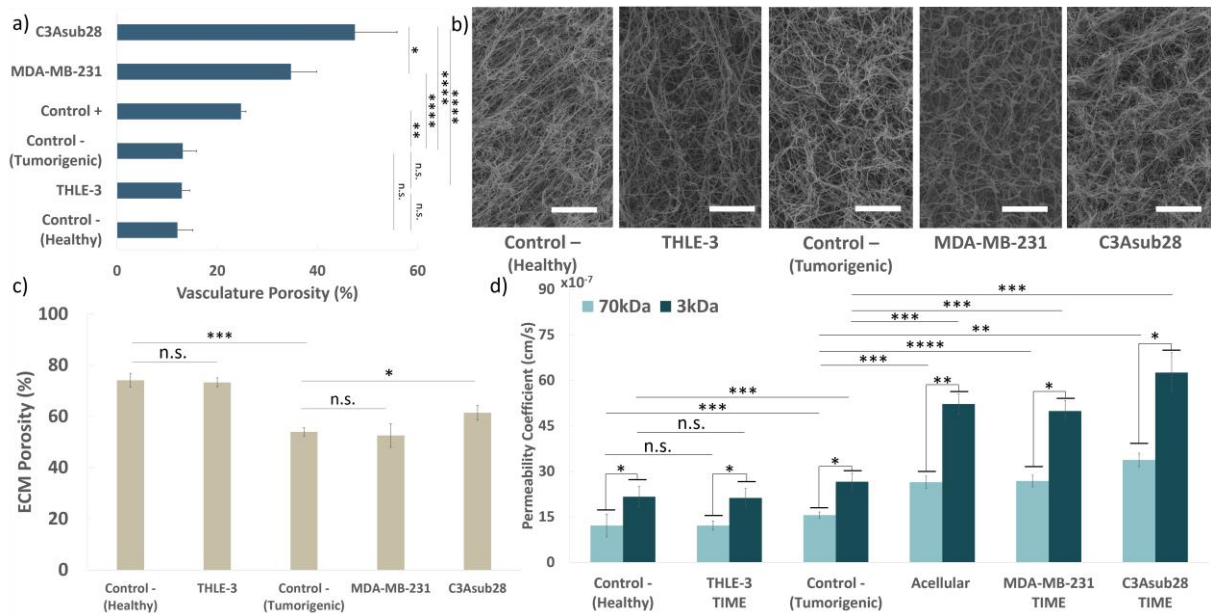 a)
C3Asub28
MDA-MB-231
Control +
Control -
(Tumorigenic)
THLE-3
Control -
(Healthy)
*
**
****
****
****
n.s.
n.s.
n.s.
0 20 40 60
Vasculature Porosity (%)
b)
Control –
(Healthy)
THLE-3
Control –
(Tumorigenic)
MDA-MB-231
C3Asub28
c)
ECM Porosity (%)
100
80
60
40
20
0
***
n.s.
*
n.s.
Control -
(Healthy)
THLE-3
Control -
(Tumorigenic)
MDA-MB-231
C3Asub28
d)
x10⁻⁷
Permeability Coefficient (cm/s)
90
75
60
45
30
15
0
70kDa 3kDa
***
***
***
**
****
***
***
***
n.s.
n.s.
*
*
*
**
*
*
Control -
(Healthy)
THLE-3
TIME
Control -
(Tumorigenic)
Acellular
MDA-MB-231
TIME
C3Asub28
TIME